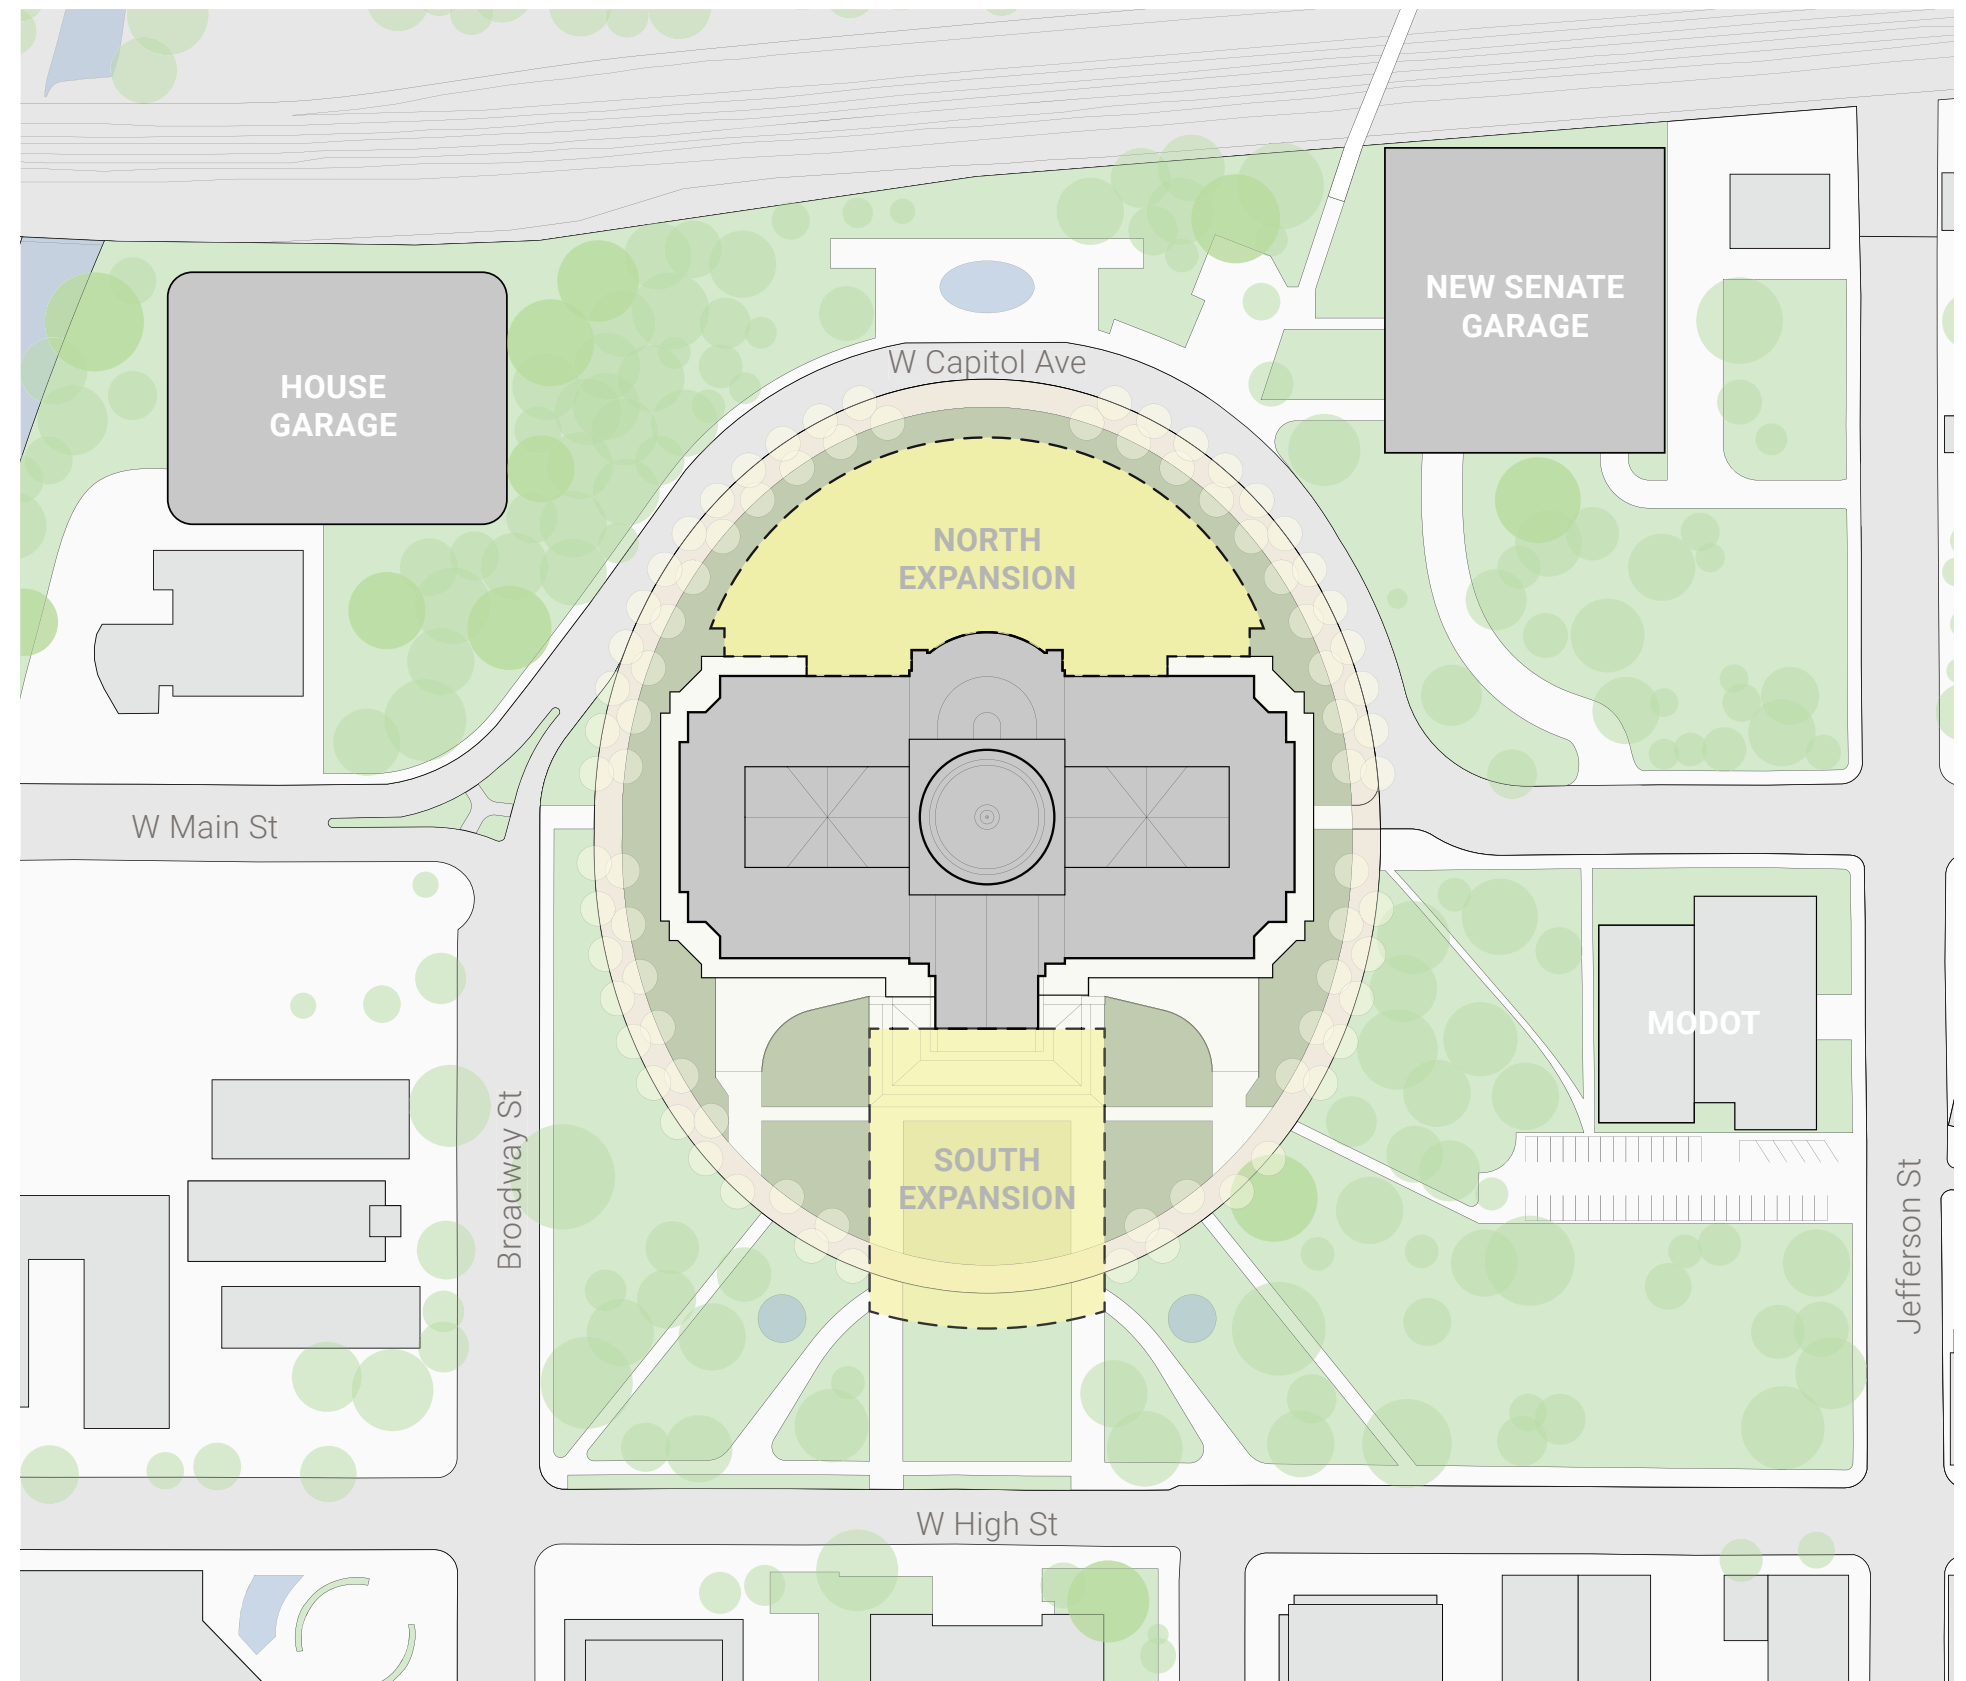 NEW SENATE
GARAGE
W Capitol Ave
HOUSE
GARAGE
NORTH
EXPANSION
W Main St
MODOT
Broadway St
SOUTH
EXPANSION
Jefferson St
W High St